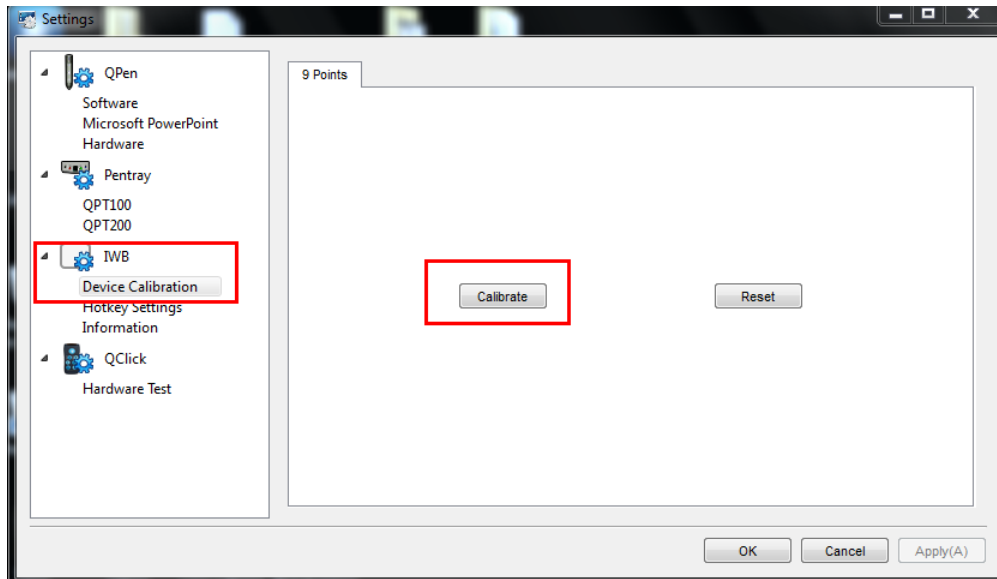 Settings
QPen
Software
Microsoft PowerPoint
Hardware
Pentray
QPT100
QPT200
IWB
Device Calibration
Hotkey Settings
Information
QClick
Hardware Test
9 Points
Calibrate
Reset
OK
Cancel
Apply(A)